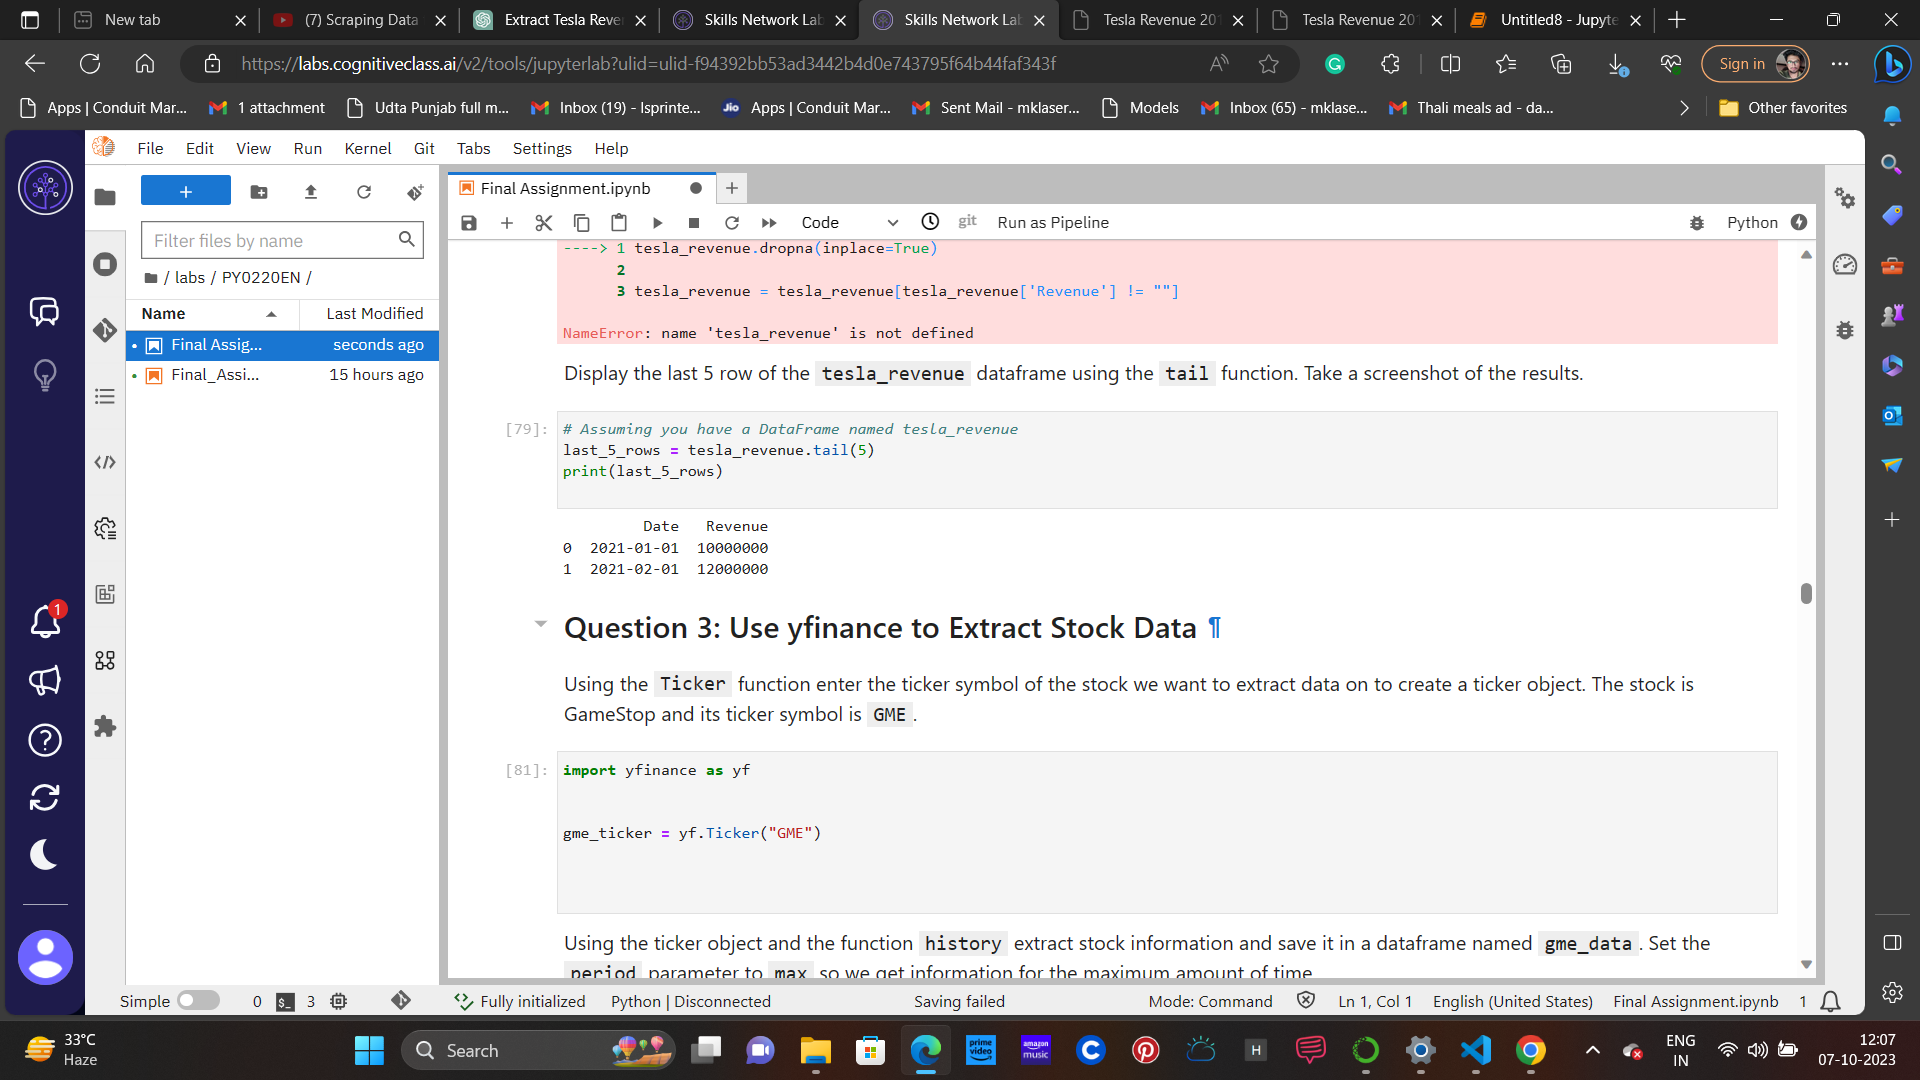 New tab
(7) Scraping Data
Extract Tesla Reve
Skills Network Lab
Skills Network Lab
Tesla Revenue 201
Tesla Revenue 201
Untitled8 - Jupyte
https://labs.cognitiveclass.ai/v2/tools/jupyterlab?ulid=ulid-f94392bb53ad3442b4d0e743795f64b44faf343f
Sign in
Apps | Conduit Mar...
1 attachment
Udta Punjab full m...
Inbox (19) - lsprinte...
Jio
Apps | Conduit Mar...
Sent Mail - mklaser...
Models
Inbox (65) - mklase...
Thali meals ad - da...
Other favorites
File Edit View Run Kernel Git Tabs Settings Help
Final Assignment.ipynb
Code
git
Run as Pipeline
Python
Filter files by name
/ labs / PY0220EN /
Name
Last Modified
Final Assig...
seconds ago
Final_Assi...
15 hours ago
----> 1 tesla_revenue.dropna(inplace=True)
2
3 tesla_revenue = tesla_revenue[tesla_revenue['Revenue'] != ""]
NameError: name 'tesla_revenue' is not defined
Display the last 5 row of the tesla_revenue dataframe using the tail function. Take a screenshot of the results.
[79]:
# Assuming you have a DataFrame named tesla_revenue
last_5_rows = tesla_revenue.tail(5)
print(last_5_rows)
Date Revenue
0 2021-01-01 10000000
1 2021-02-01 12000000
Question 3: Use yfinance to Extract Stock Data ¶
Using the Ticker function enter the ticker symbol of the stock we want to extract data on to create a ticker object. The stock is
GameStop and its ticker symbol is GME .
[81]:
import yfinance as yf
gme_ticker = yf.Ticker("GME")
Using the ticker object and the function history extract stock information and save it in a dataframe named gme_data . Set the
period parameter to max so we get information for the maximum amount of time
1
Simple
0
3
Fully initialized
Python | Disconnected
Saving failed
Mode: Command
Ln 1, Col 1
English (United States)
Final Assignment.ipynb
1
33°C
Haze
Search
prime video
amazon music
H
ENG
IN
12:07
07-10-2023